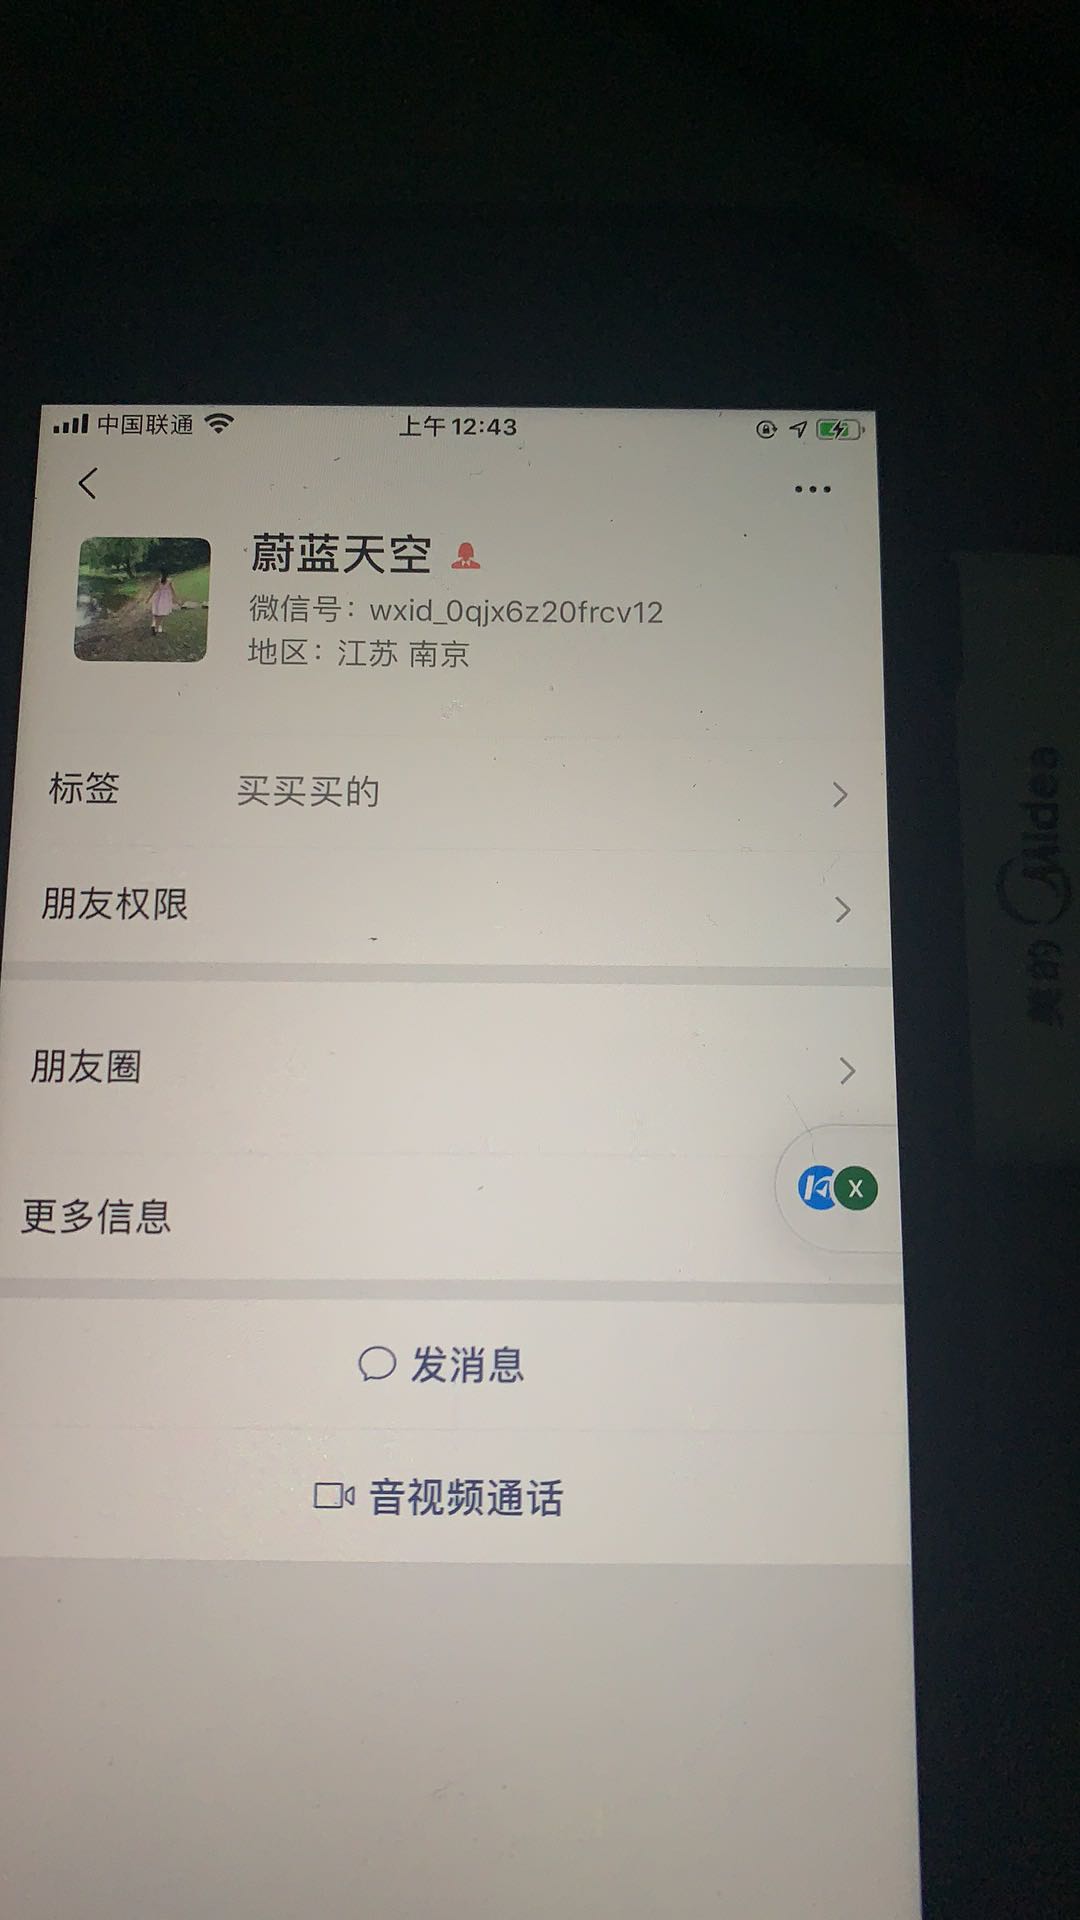 中国联通
上午12:43
蔚蓝天空
微信号：wxid_0qjx6z20frcv12
地区：江苏 南京
标签 买买买的
朋友权限
朋友圈
X
更多信息
发消息
音视频通话
美的 Midea